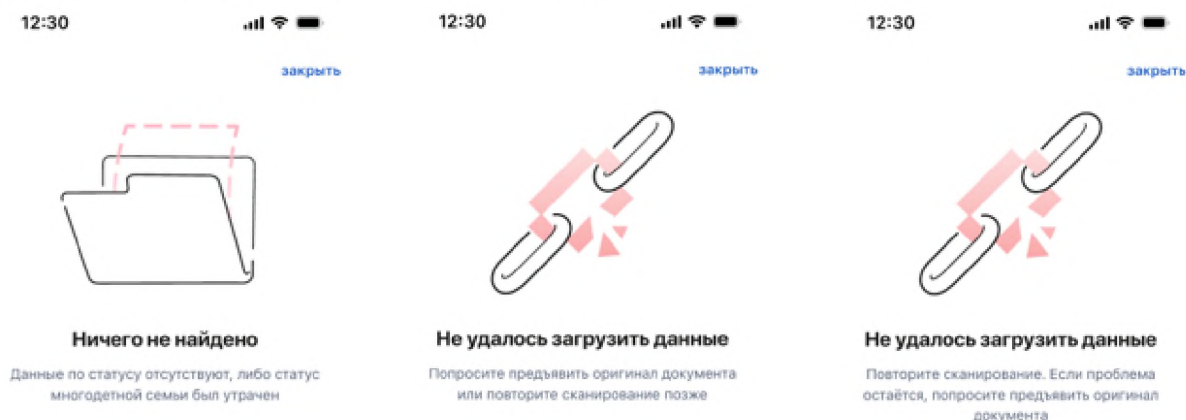 12:30
закрыть
Ничего не найдено
Данные по статусу отсутствуют, либо статус
многодетной семьи был утрачен
12:30
закрыть
Не удалось загрузить данные
Попросите предъявить оригинал документа
или повторите сканирование позже
12:30
закрыть
Не удалось загрузить данные
Повторите сканирование. Если проблема
остаётся, попросите предъявить оригинал
документа